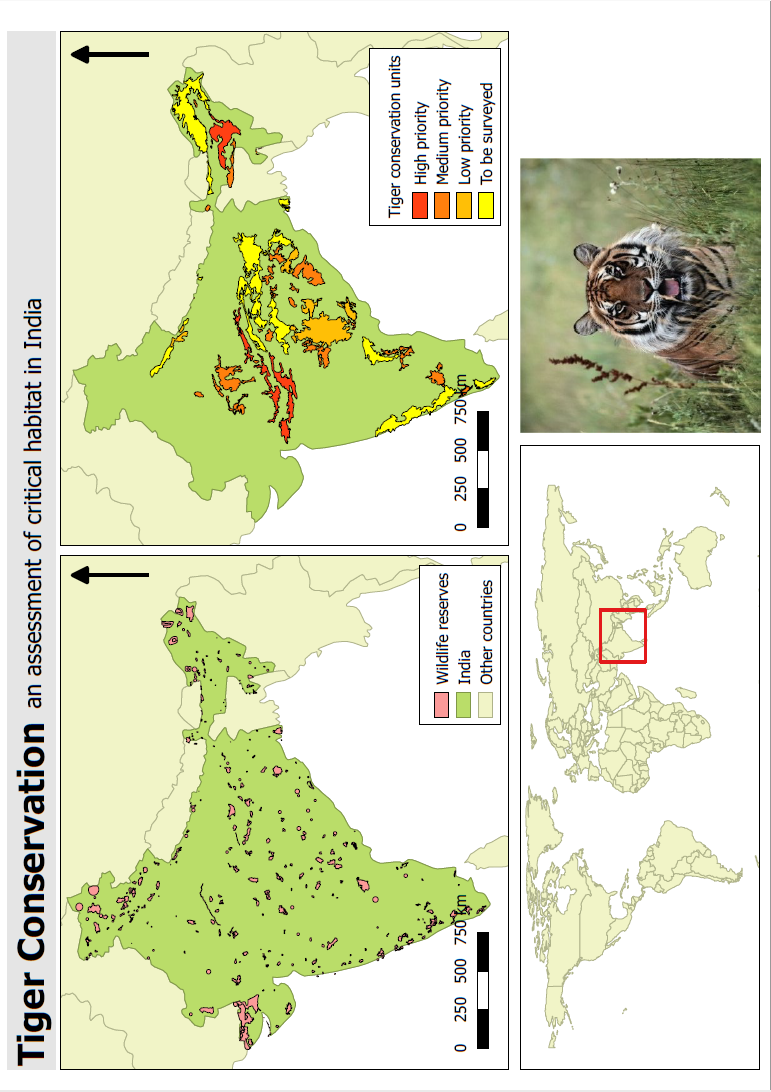 Tiger Conservation an assessment of critical habitat in India
Wildlife reserves
India
Other countries
0 250 500 750 km
Tiger conservation units
High priority
Medium priority
Low priority
To be surveyed
0 250 500 750 km